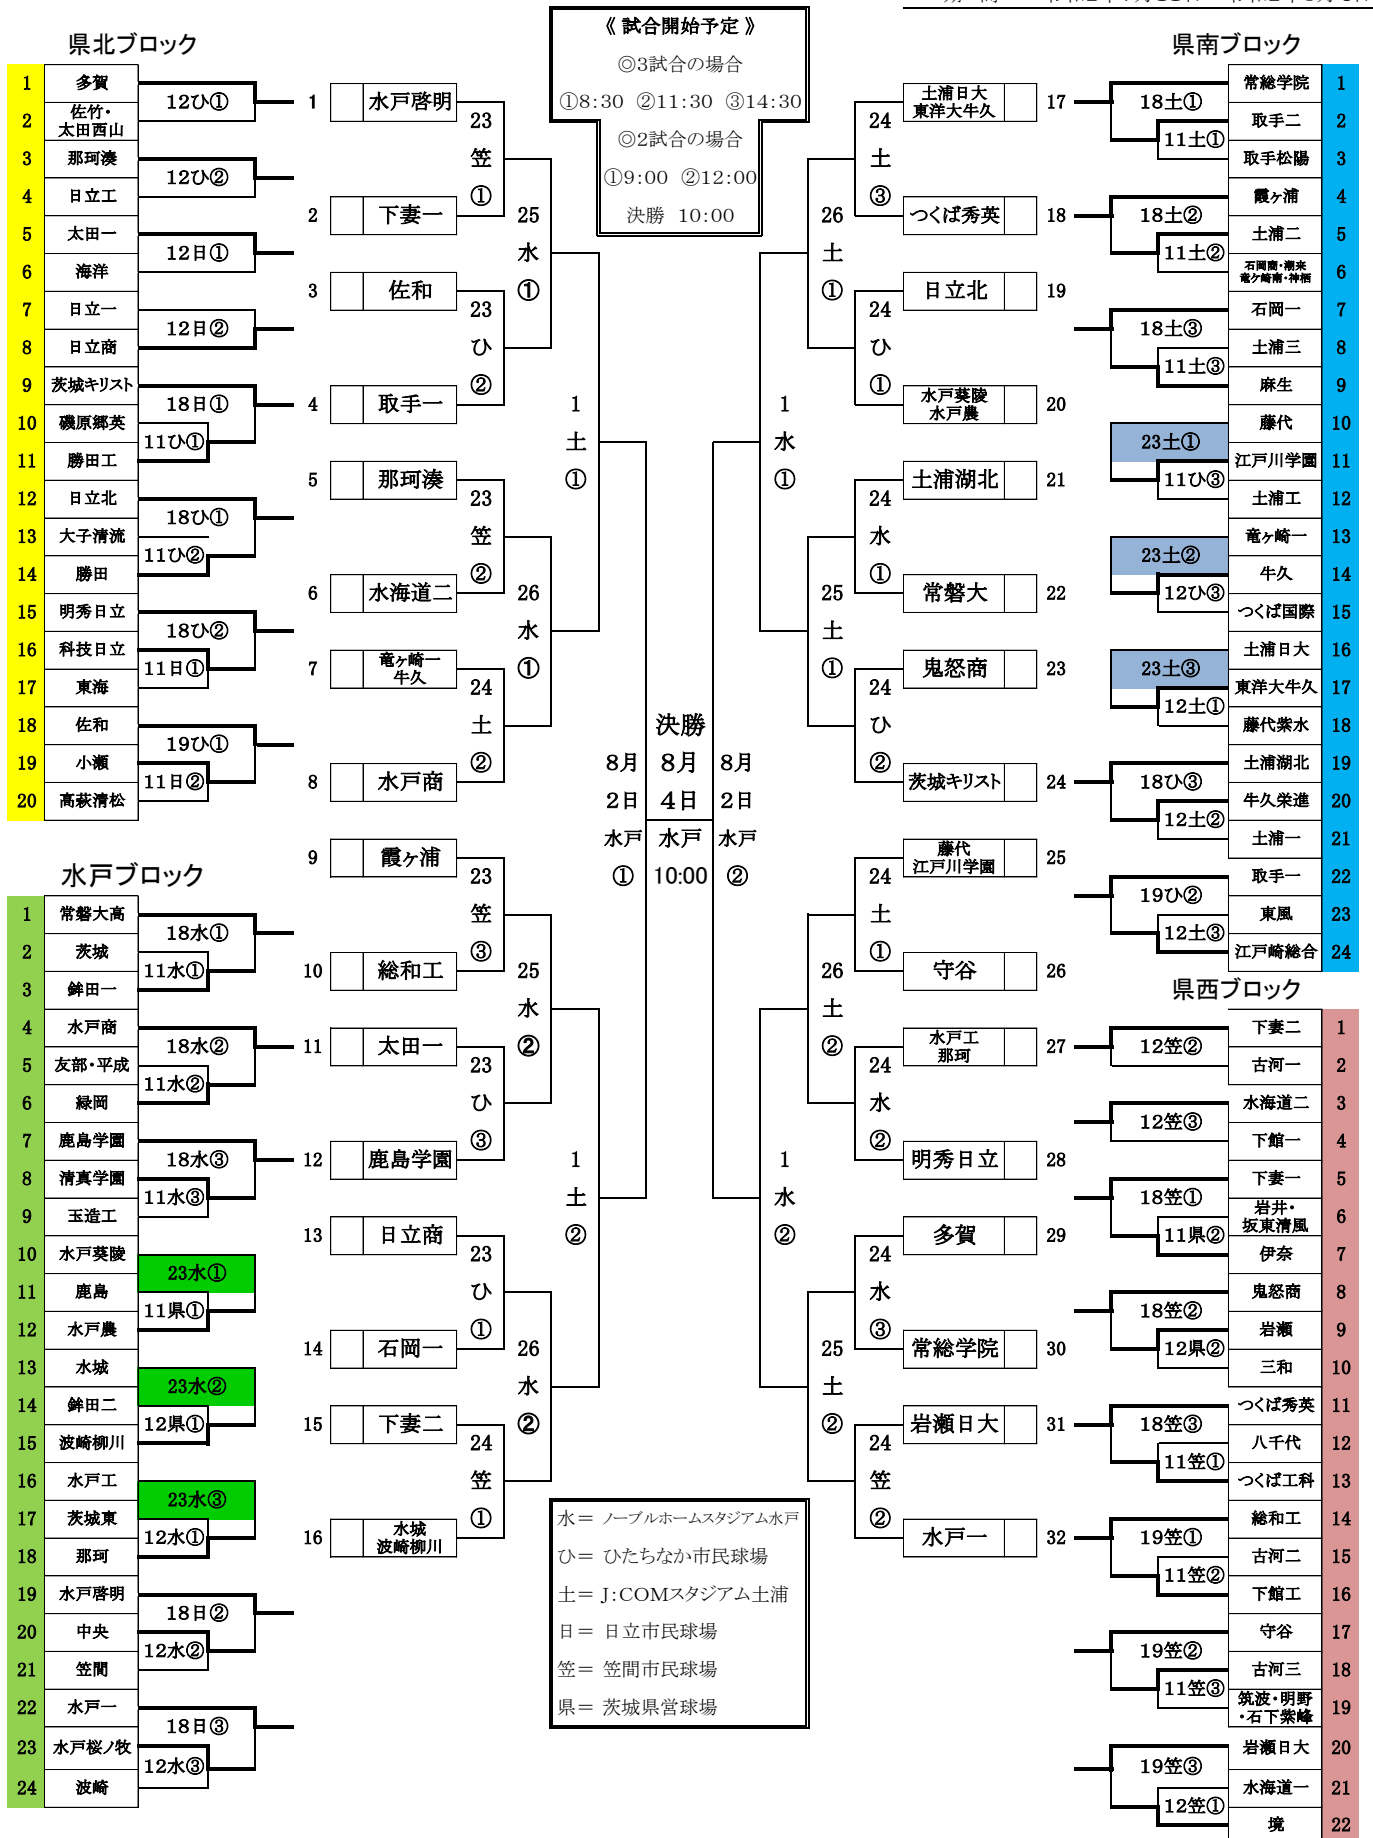 《 試合開始予定 》
◎3試合の場合
①8:30 ②11:30 ③14:30
◎2試合の場合
①9:00 ②12:00
決勝 10:00
県北ブロック
1 多賀
2 佐竹・太田西山
3 那珂湊
4 日立工
5 太田一
6 海洋
7 日立一
8 日立商
9 茨城キリスト
10 磯原郷英
11 勝田工
12 日立北
13 大子清流
14 勝田
15 明秀日立
16 科技日立
17 東海
18 佐和
19 小瀬
20 高萩清松
12ひ①
12ひ②
12日①
12日②
18日①
11ひ①
18ひ①
11ひ②
18ひ②
11日①
19ひ①
11日②
水戸ブロック
1 常磐大高
2 茨城
3 鉾田一
4 水戸商
5 友部・平成
6 緑岡
7 鹿島学園
8 清真学園
9 玉造工
10 水戸葵陵
11 鹿島
12 水戸農
13 水城
14 鉾田二
15 波崎柳川
16 水戸工
17 茨城東
18 那珂
19 水戸啓明
20 中央
21 笠間
22 水戸一
23 水戸桜ノ牧
24 波崎
18水①
11水①
18水②
11水②
18水③
11水③
23水①
11県①
23水②
12県①
23水③
12水①
18日②
12水②
18日③
12水③
1 水戸啓明
2 下妻一
3 佐和
4 取手一
5 那珂湊
6 水海道二
7 竜ヶ崎一 牛久
8 水戸商
9 霞ヶ浦
10 総和工
11 太田一
12 鹿島学園
13 日立商
14 石岡一
15 下妻二
16 水城 波崎柳川
23笠①
23ひ②
23笠②
24土②
23笠③
23ひ③
23ひ①
24笠①
25水①
26水①
25水②
26水②
1土①
1土②
8月2日水戸①
決勝
8月4日水戸10:00
8月2日水戸②
1水①
1水②
26土①
25土①
26土②
25土②
24土③
24ひ①
24水①
24ひ②
24土①
24水②
24水③
24笠②
土浦日大 東洋大牛久 17
つくば秀英 18
日立北 19
水戸葵陵 水戸農 20
土浦湖北 21
常磐大 22
鬼怒商 23
茨城キリスト 24
藤代 江戸川学園 25
守谷 26
水戸工 那珂 27
明秀日立 28
多賀 29
常総学院 30
岩瀬日大 31
水戸一 32
県南ブロック
常総学院 1
取手二 2
取手松陽 3
霞ヶ浦 4
土浦二 5
石岡商・潮来 竜ケ崎南・神栖 6
石岡一 7
土浦三 8
麻生 9
藤代 10
江戸川学園 11
土浦工 12
竜ヶ崎一 13
牛久 14
つくば国際 15
土浦日大 16
東洋大牛久 17
藤代紫水 18
土浦湖北 19
牛久栄進 20
土浦一 21
取手一 22
東風 23
江戸崎総合 24
18土①
11土①
18土②
11土②
18土③
11土③
23土①
11ひ③
23土②
12ひ③
23土③
12土①
18ひ③
12土②
19ひ②
12土③
県西ブロック
下妻二 1
古河一 2
水海道二 3
下館一 4
下妻一 5
岩井・坂東清風 6
伊奈 7
鬼怒商 8
岩瀬 9
三和 10
つくば秀英 11
八千代 12
つくば工科 13
総和工 14
古河二 15
下館工 16
守谷 17
古河三 18
筑波・明野・石下紫峰 19
岩瀬日大 20
水海道一 21
境 22
12笠②
12笠③
18笠①
11県②
18笠②
12県②
18笠③
11笠①
19笠①
11笠②
19笠②
11笠③
19笠③
12笠①
水＝ ノーブルホームスタジアム水戸
ひ＝ ひたちなか市民球場
土＝ J:COMスタジアム土浦
日＝ 日立市民球場
笠＝ 笠間市民球場
県＝ 茨城県営球場